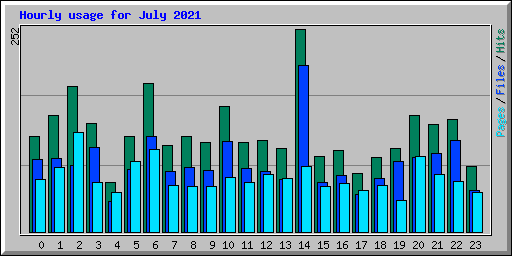 Hourly usage for July 2021
252
Pages / Files / Hits
0 1 2 3 4 5 6 7 8 9 10 11 12 13 14 15 16 17 18 19 20 21 22 23